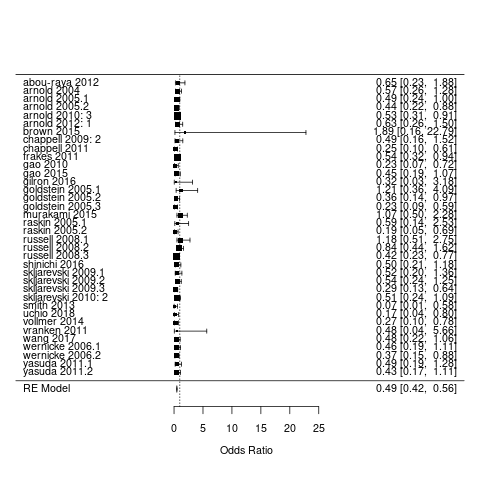 abou-raya 2012 0.65 [0.23, 1.88]
arnold 2004 0.57 [0.26, 1.28]
arnold 2005.1 0.49 [0.24, 1.00]
arnold 2005.2 0.44 [0.22, 0.88]
arnold 2010: 3 0.53 [0.31, 0.91]
arnold 2012: 1 0.63 [0.26, 1.50]
brown 2015 1.89 [0.16, 22.79]
chappell 2009: 2 0.49 [0.16, 1.52]
chappell 2011 0.25 [0.10, 0.61]
frakes 2011 0.54 [0.32, 0.94]
gao 2010 0.23 [0.07, 0.72]
gao 2015 0.45 [0.19, 1.07]
gilron 2016 0.32 [0.03, 3.18]
goldstein 2005.1 1.21 [0.36, 4.09]
goldstein 2005.2 0.36 [0.14, 0.97]
goldstein 2005.3 0.23 [0.09, 0.59]
murakami 2015 1.07 [0.50, 2.28]
raskin 2005.1 0.59 [0.14, 2.53]
raskin 2005.2 0.19 [0.05, 0.69]
russell 2008.1 1.18 [0.51, 2.75]
russell 2008.2 0.84 [0.44, 1.62]
russell 2008.3 0.42 [0.23, 0.77]
shinichi 2016 0.50 [0.21, 1.18]
skljarevski 2009.1 0.52 [0.20, 1.36]
skljarevski 2009.2 0.54 [0.24, 1.25]
skljarevski 2009.3 0.29 [0.13, 0.64]
skljarevski 2010: 2 0.51 [0.24, 1.09]
smith 2013 0.07 [0.01, 0.58]
uchio 2018 0.17 [0.04, 0.80]
vollmer 2014 0.27 [0.10, 0.78]
vranken 2011 0.48 [0.04, 5.66]
wang 2017 0.48 [0.22, 1.06]
wernicke 2006.1 0.46 [0.19, 1.11]
wernicke 2006.2 0.37 [0.15, 0.88]
yasuda 2011.1 0.49 [0.19, 1.28]
yasuda 2011.2 0.43 [0.17, 1.11]
RE Model 0.49 [0.42, 0.56]
0 5 10 15 20 25
Odds Ratio